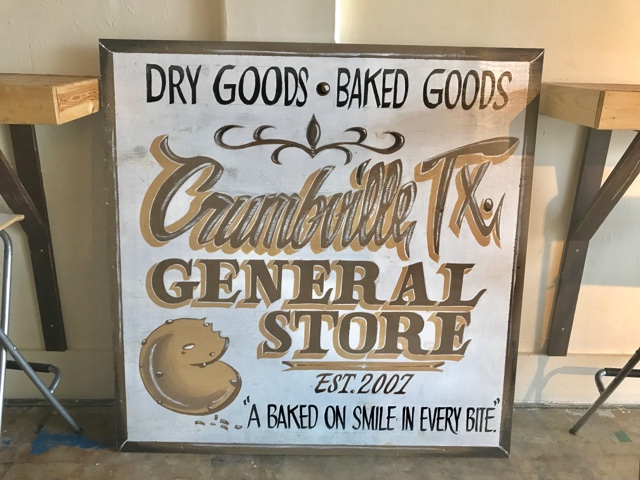 DRY GOODS • BAKED GOODS
Crumbville, TX.
GENERAL
STORE
EST. 2007
"A BAKED ON SMILE IN EVERY BITE."